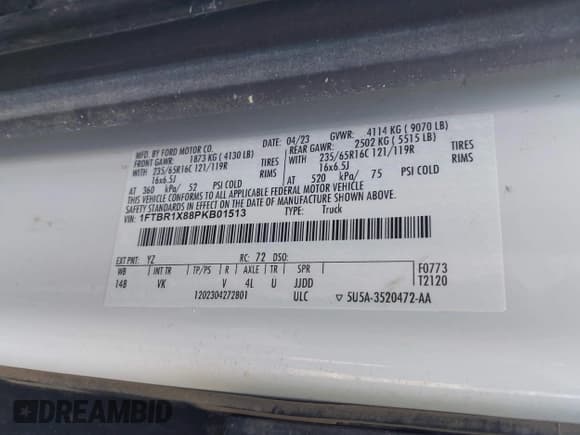 MFD. BY FORD MOTOR CO. 04/23 GVWR: 4114 KG ( 9070 LB)
FRONT GAWR: 1873 KG ( 4130 LB) REAR GAWR: 2502 KG ( 5515 LB)
WITH 235/65R16C 121/119R TIRES WITH 235/65R16C 121/119R TIRES
16x6.5J RIMS 16x6.5J RIMS
AT 360 kPa/ 52 PSI COLD AT 520 kPa/ 75 PSI COLD
THIS VEHICLE CONFORMS TO ALL APPLICABLE FEDERAL MOTOR VEHICLE
SAFETY STANDARDS IN EFFECT ON THE DATE OF MANUFACTURE SHOWN ABOVE.
VIN: 1FTBR1X88PKB01513 TYPE: Truck
EXT PNT: YZ RC: 72 DSO: F0773
WB INT TR TP/PS R AXLE TR SPR T2120
148 VK V 4L U JJDD
1202304272801 ULC ▽ 5U5A-3520472-AA
DREAMBID